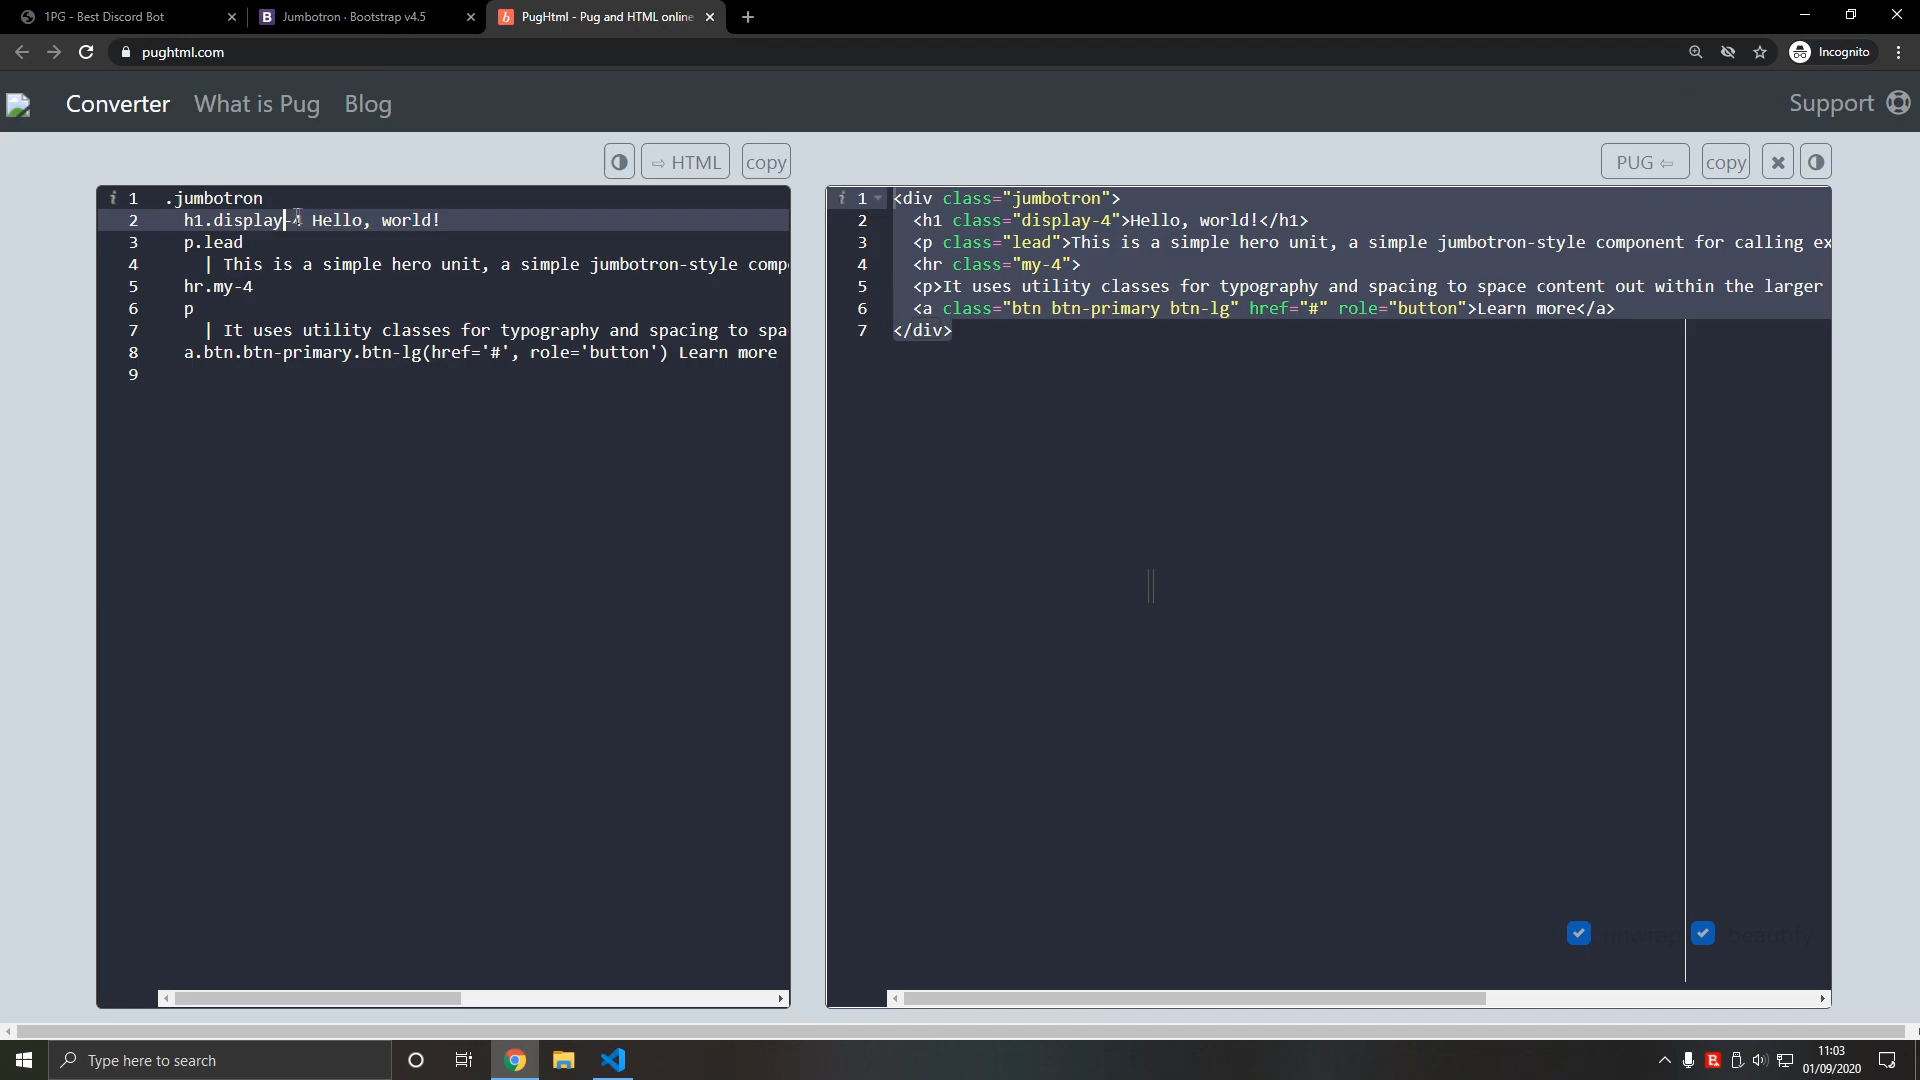 1PG - Best Discord Bot
B Jumbotron · Bootstrap v4.5
b PugHtml - Pug and HTML online
pughtml.com
Incognito
Converter What is Pug Blog
Support
⇨ HTML copy
PUG ⇦ copy
i 1 .jumbotron
2 h1.display-4 Hello, world!
3 p.lead
4 | This is a simple hero unit, a simple jumbotron-style comp
5 hr.my-4
6 p
7 | It uses utility classes for typography and spacing to spa
8 a.btn.btn-primary.btn-lg(href='#', role='button') Learn more
9
i 1 <div class="jumbotron">
2 <h1 class="display-4">Hello, world!</h1>
3 <p class="lead">This is a simple hero unit, a simple jumbotron-style component for calling ex
4 <hr class="my-4">
5 <p>It uses utility classes for typography and spacing to space content out within the larger
6 <a class="btn btn-primary btn-lg" href="#" role="button">Learn more</a>
7 </div>
unwrap beautify
Type here to search
11:03
01/09/2020